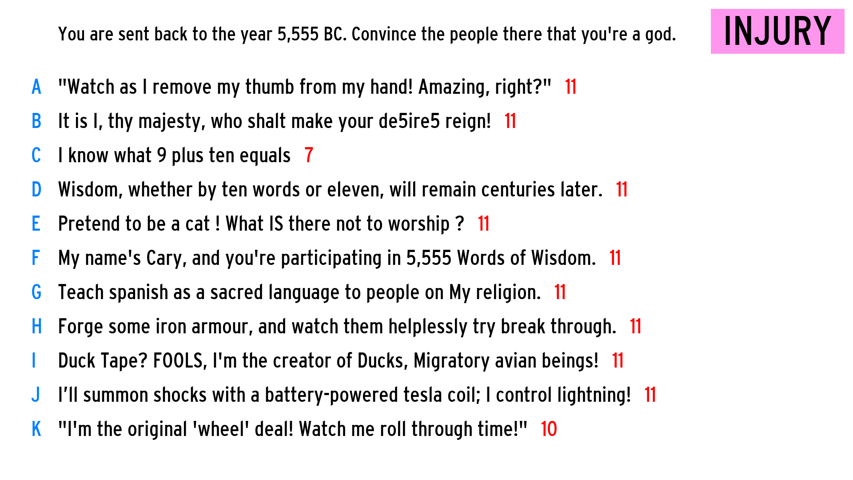 You are sent back to the year 5,555 BC. Convince the people there that you're a god. INJURY
A "Watch as I remove my thumb from my hand! Amazing, right?" 11
B It is I, thy majesty, who shalt make your de5ire5 reign! 11
C I know what 9 plus ten equals 7
D Wisdom, whether by ten words or eleven, will remain centuries later. 11
E Pretend to be a cat ! What IS there not to worship ? 11
F My name's Cary, and you're participating in 5,555 Words of Wisdom. 11
G Teach spanish as a sacred language to people on My religion. 11
H Forge some iron armour, and watch them helplessly try break through. 11
I Duck Tape? FOOLS, I'm the creator of Ducks, Migratory avian beings! 11
J I’ll summon shocks with a battery-powered tesla coil; I control lightning! 11
K "I'm the original 'wheel' deal! Watch me roll through time!" 10